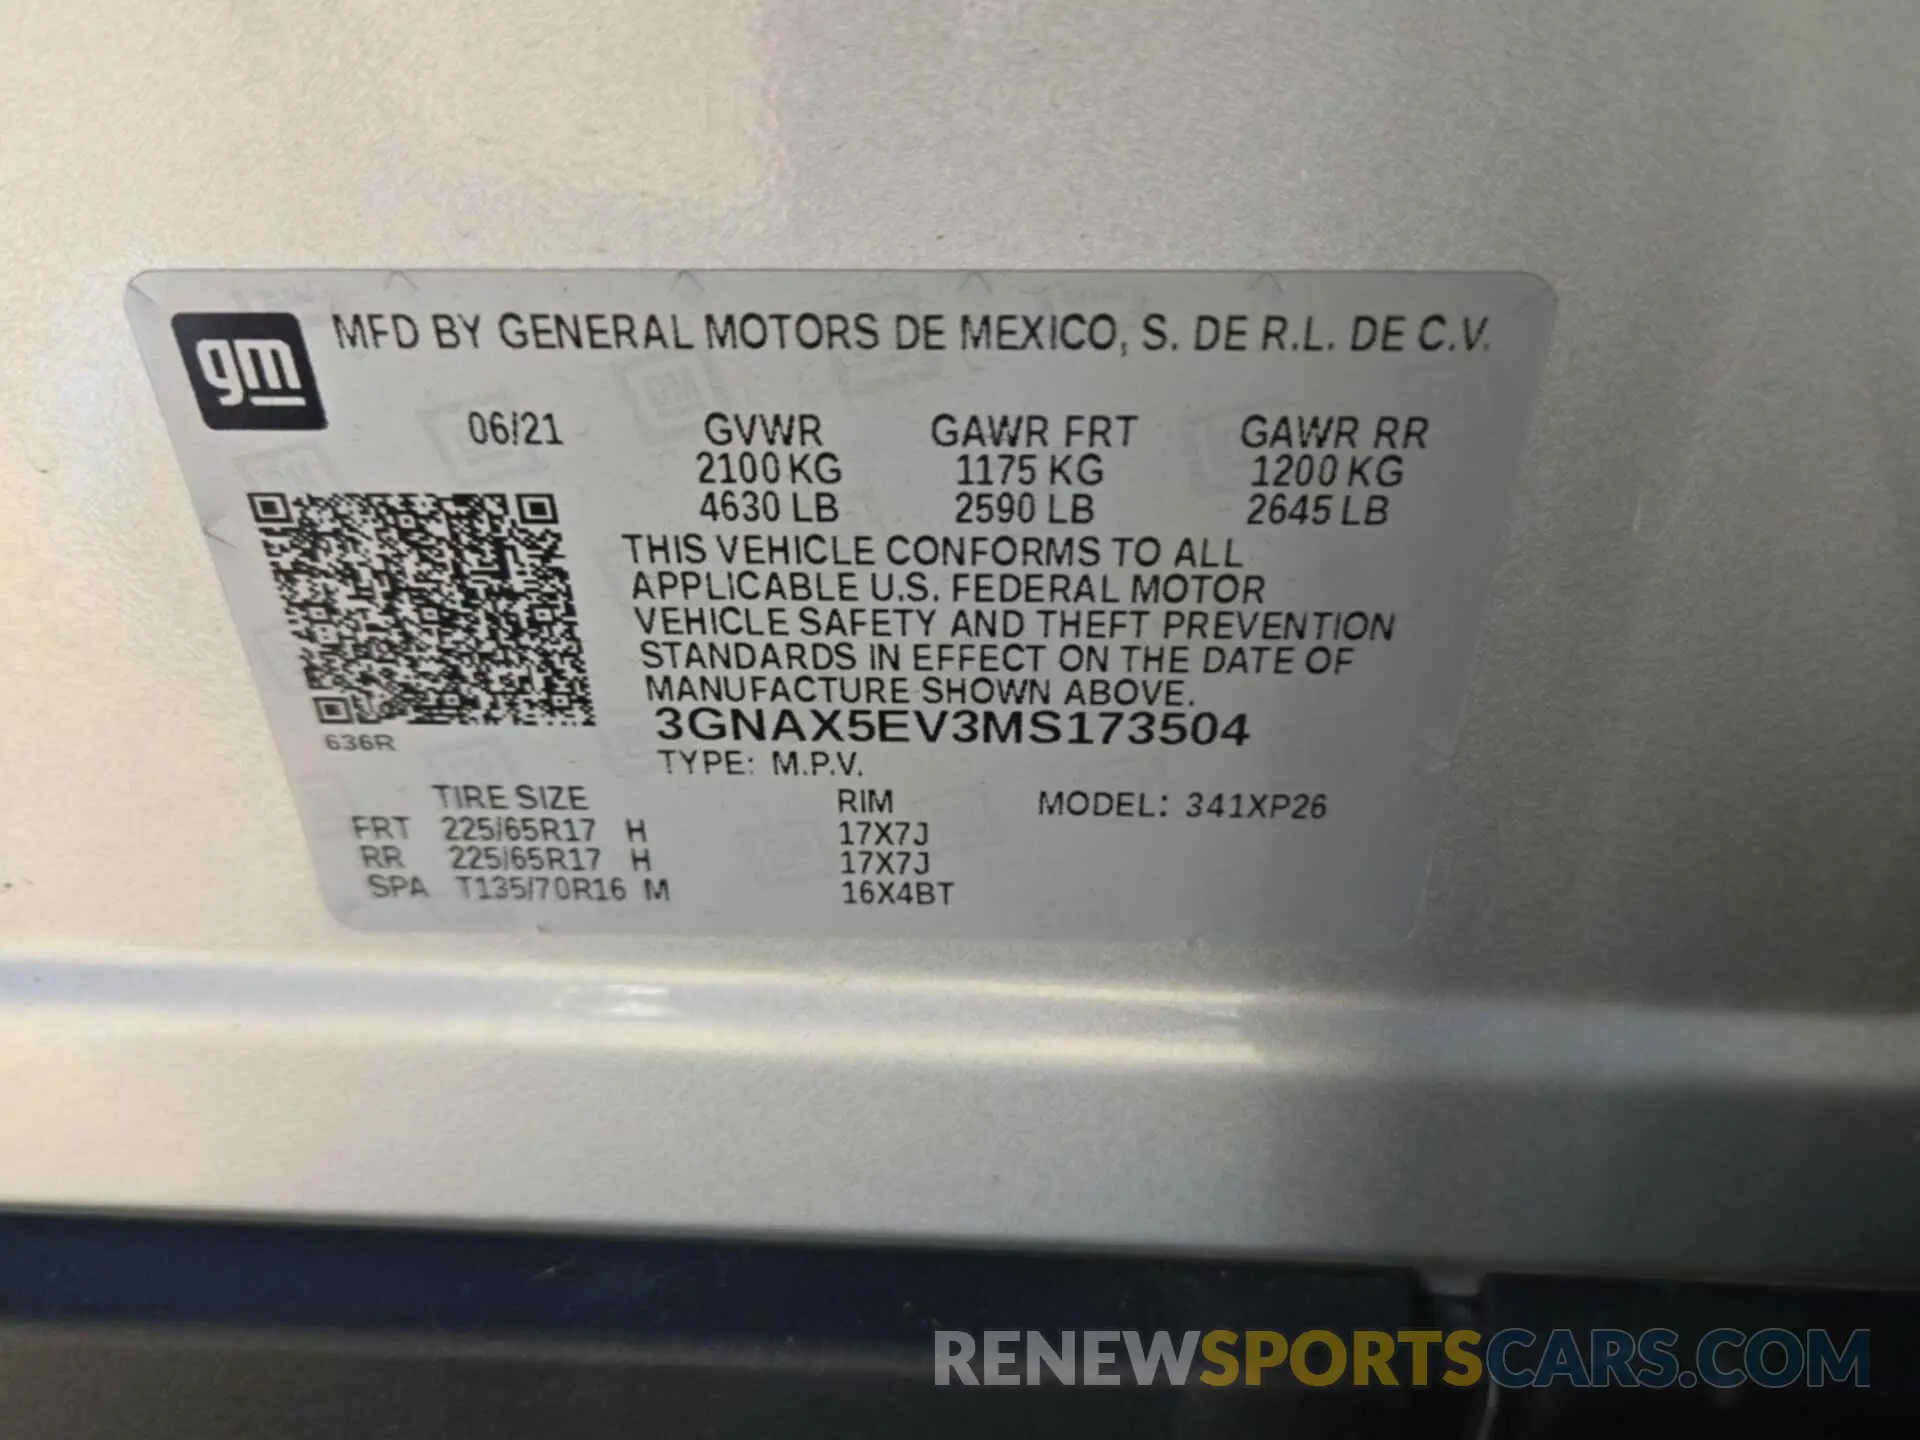 gm MFD BY GENERAL MOTORS DE MEXICO, S. DE R.L. DE C.V.
06/21 GVWR GAWR FRT GAWR RR
2100 KG 1175 KG 1200 KG
4630 LB 2590 LB 2645 LB
THIS VEHICLE CONFORMS TO ALL
APPLICABLE U.S. FEDERAL MOTOR
VEHICLE SAFETY AND THEFT PREVENTION
STANDARDS IN EFFECT ON THE DATE OF
MANUFACTURE SHOWN ABOVE.
3GNAX5EV3MS173504
636R
TYPE: M.P.V.
TIRE SIZE RIM MODEL: 341XP26
FRT 225/65R17 H 17X7J
RR 225/65R17 H 17X7J
SPA T135/70R16 M 16X4BT
RENEWSPORTSCARS.COM